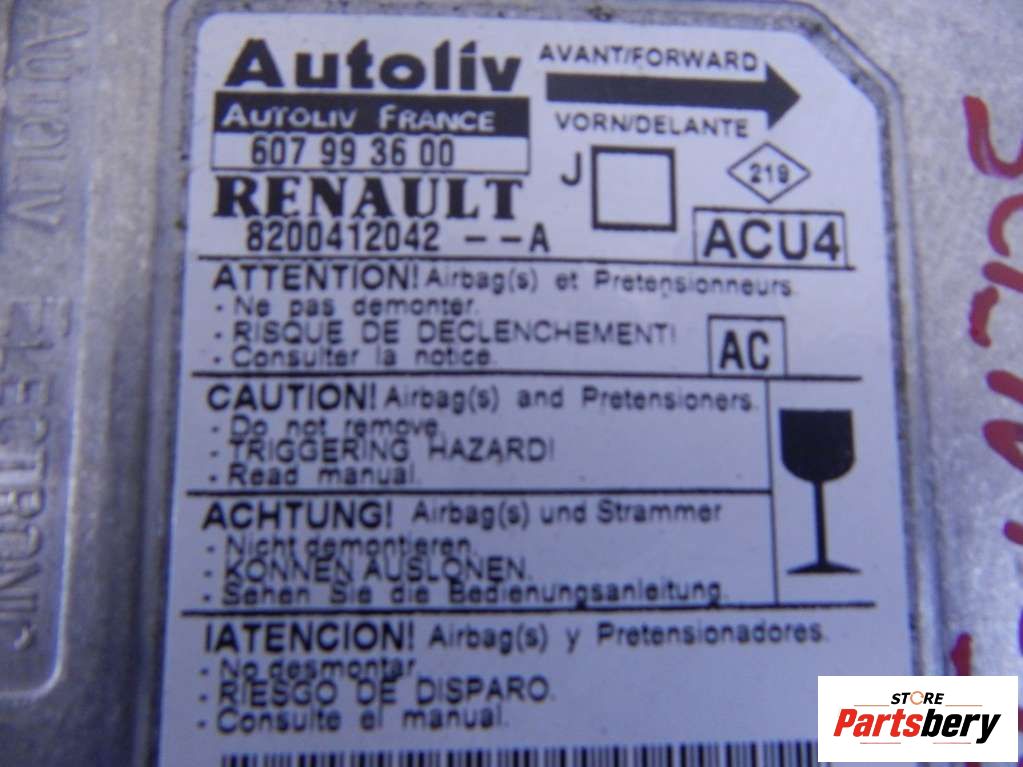 Autoliv
AUTOLIV FRANCE
607 99 36 00
RENAULT
8200412042 --A
AVANT/FORWARD
VORN/DELANTE
J
219
ACU4
ATTENTION! Airbag(s) et Pretensionneurs.
- Ne pas demonter.
- RISQUE DE DECLENCHEMENT!
- Consulter la notice.
AC
CAUTION! Airbag(s) and Pretensioners.
- Do not remove.
- TRIGGERING HAZARD!
- Read manual.
ACHTUNG! Airbag(s) und Strammer
- Nicht demontieren.
- KONNEN AUSLONEN.
- Sehen Sie die Bedienungsanleitung.
IATENCION! Airbag(s) y Pretensionadores.
- No desmontar.
- RIESGO DE DISPARO.
- Consulte el manual.
AUTOLIV
STORE
Partsbery